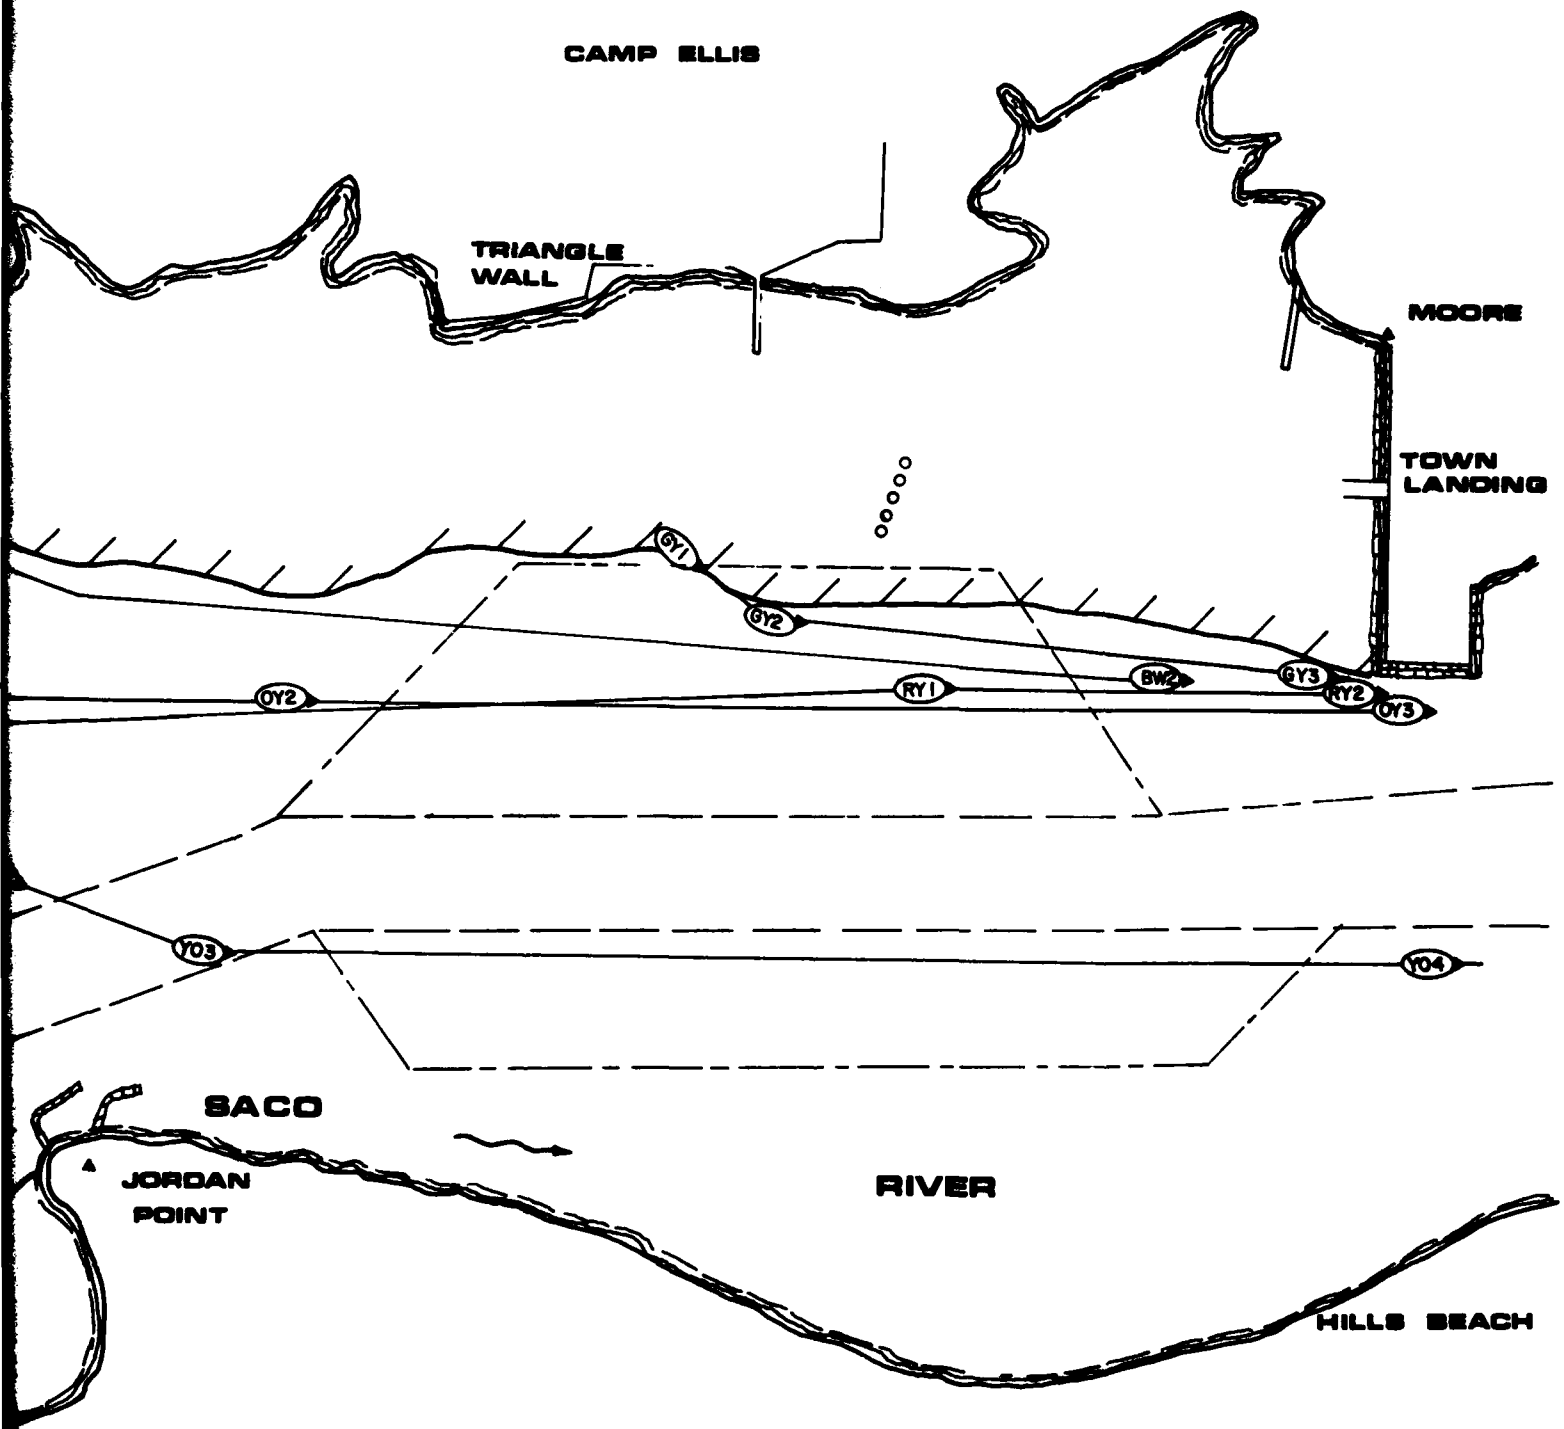 CAMP ELLIS
TRIANGLE
WALL
MOORE
TOWN
LANDING
GY1
GY2
GY3
BW2
RY1
RY2
OY2
OY3
YO3
YO4
SACO
RIVER
JORDAN
POINT
HILLS BEACH